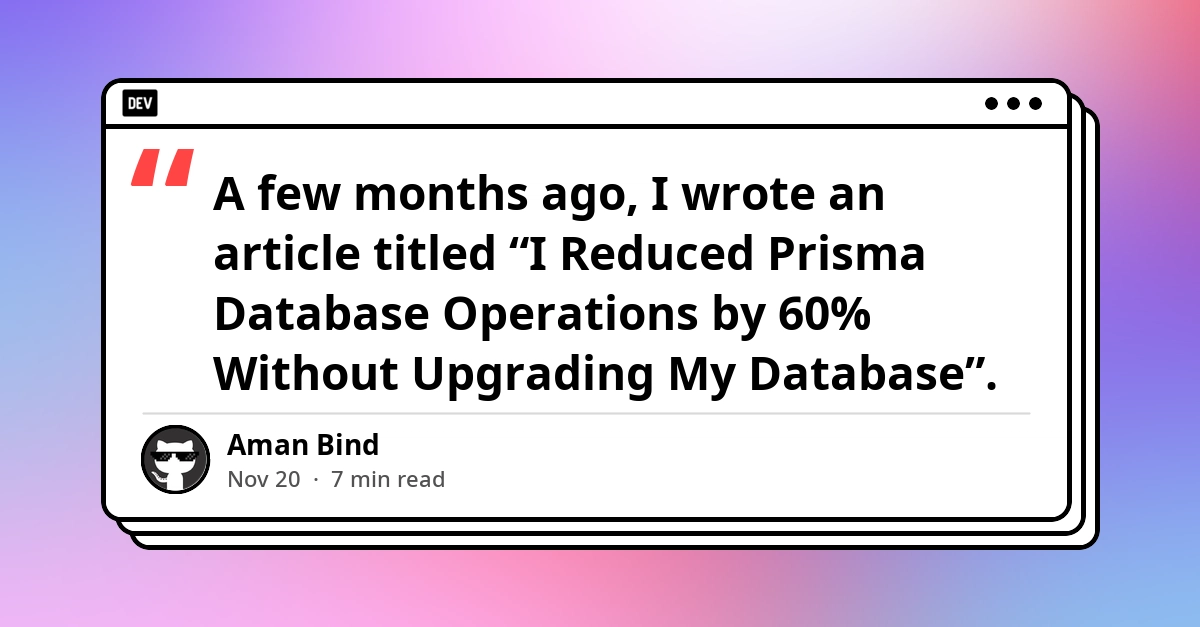 DEV
“
A few months ago, I wrote an
article titled “I Reduced Prisma
Database Operations by 60%
Without Upgrading My Database”.
Aman Bind
Nov 20 · 7 min read